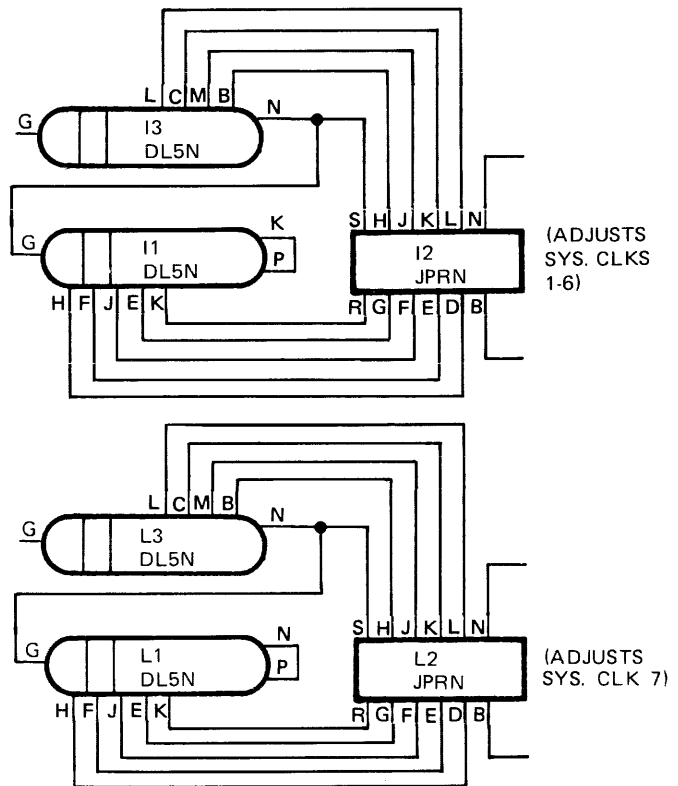 L C M B
N
G
I3
DL5N
G
I1
DL5N
K
P
S H J K L N
I2
JPRN
(ADJUSTS
SYS. CLKS
1-6)
H F J E K
R G F E D B
L C M B
N
G
L3
DL5N
G
L1
DL5N
N
P
S H J K L N
L2
JPRN
(ADJUSTS
SYS. CLK 7)
H F J E K
R G F E D B